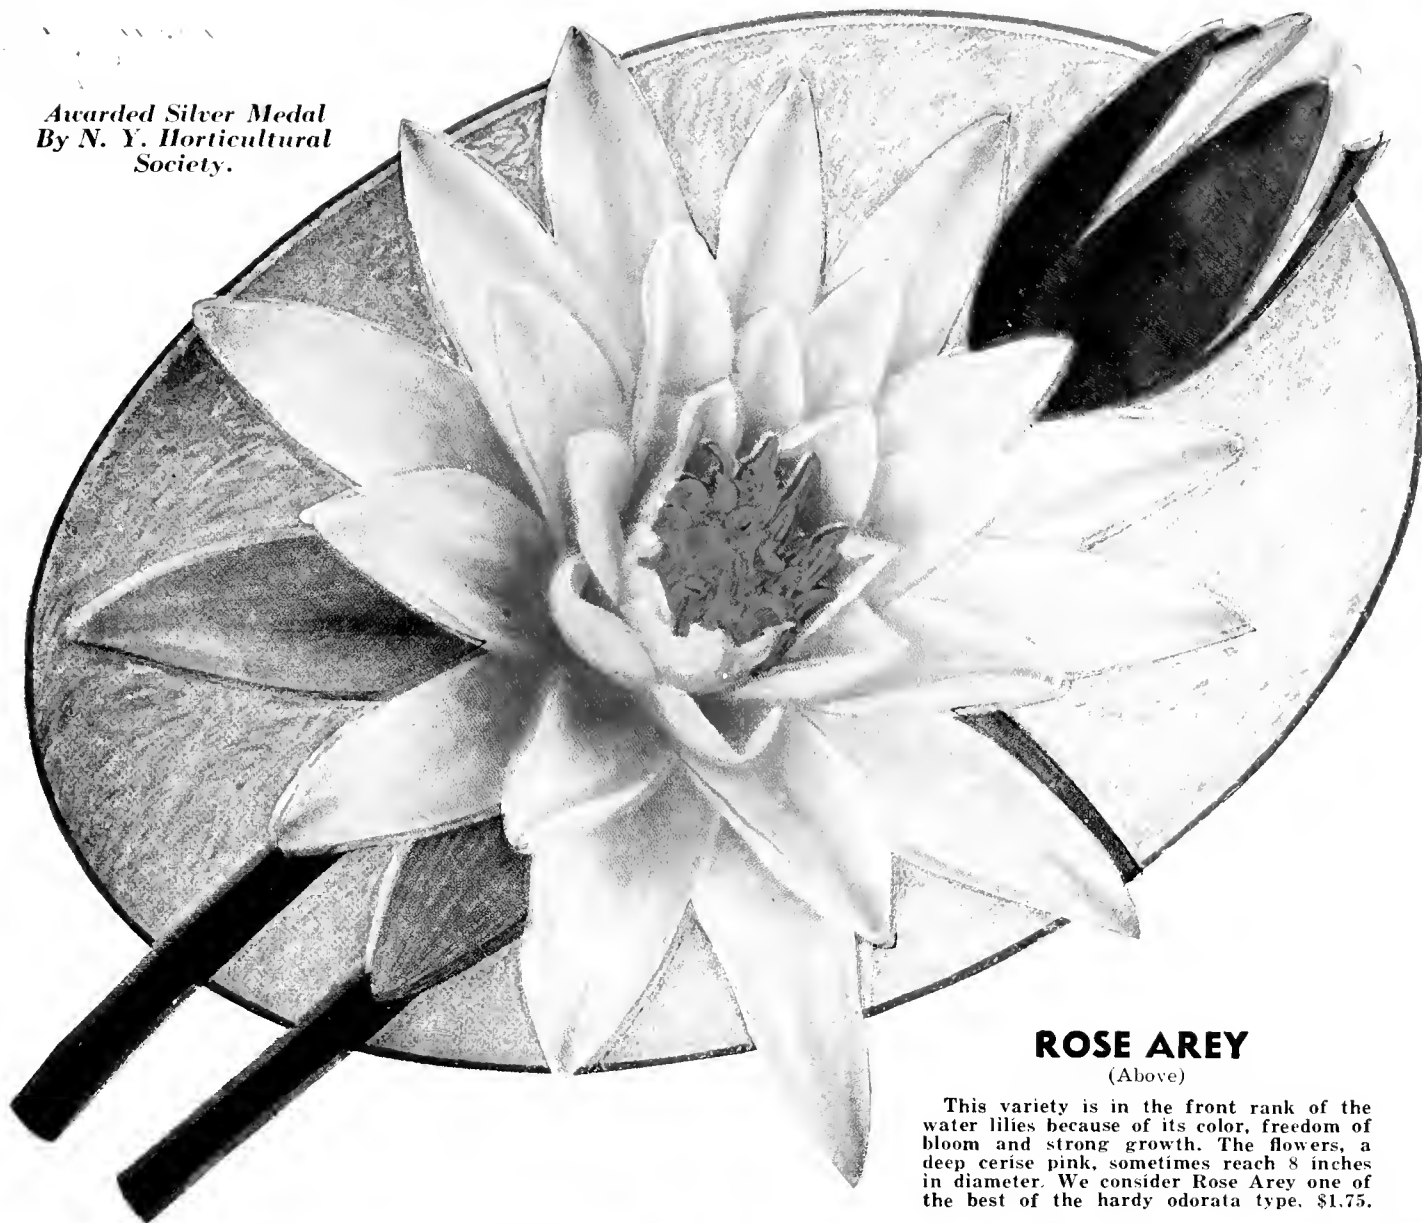 Awarded Silver Medal
By N. Y. Horticultural
Society.
ROSE AREY
(Above)
This variety is in the front rank of the
water lilies because of its color, freedom of
bloom and strong growth. The flowers, a
deep cerise pink, sometimes reach 8 inches
in diameter. We consider Rose Arey one of
the best of the hardy odorata type. $1.75.